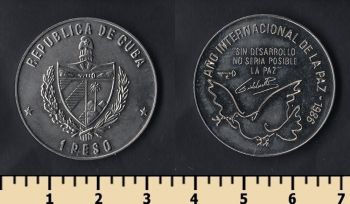 REPUBLICA DE CUBA
1 PESO
AÑO INTERNACIONAL DE LA PAZ - 1986
SIN DESARROLLO
NO SERIA POSIBLE
LA PAZ
1 2 3 4 5 6 7